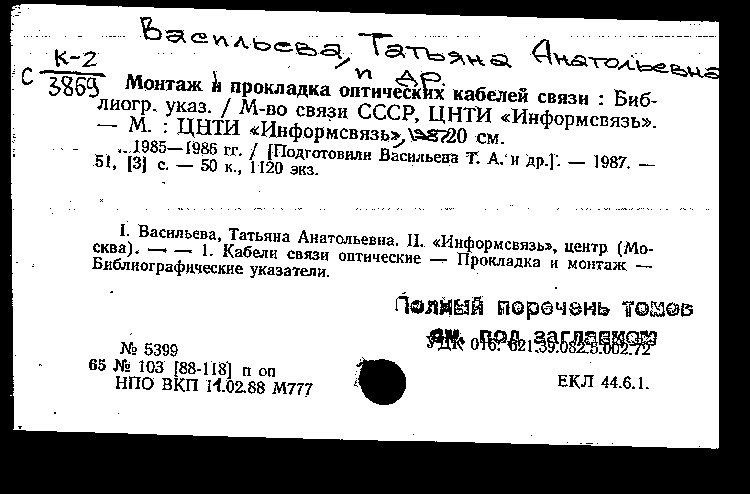 Васильева, Татьяна Анатольевна
и др.
К-2
С 3869
Монтаж и прокладка оптических кабелей связи : Биб-
лиогр. указ. / М-во связи СССР, ЦНТИ «Информсвязь».
— М. : ЦНТИ «Информсвязь», 1987 20 см.
... 1985—1986 гг. / [Подготовили Васильева Т. А. и др.]. — 1987. —
51, [3] с. — 50 к., 1120 экз.
I. Васильева, Татьяна Анатольевна. II. «Информсвязь», центр (Мо-
сква). — — 1. Кабели связи оптические — Прокладка и монтаж —
Библиографические указатели.
Полный перечень томов
см. под заглавием
УДК 016: 621.39.082.5.002.72
№ 5399
65 № 103 [88-118] п оп
НПО ВКП 11.02.88 М777
ЕКЛ 44.6.1.